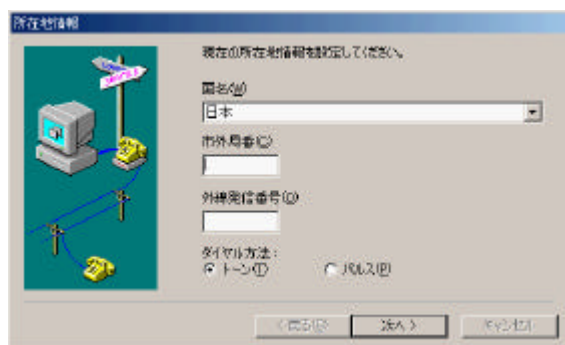 所在地情報
現在の所在地情報を設定してください。
国名(W)
日本
市外局番(C)
外線発信番号(O)
ダイヤル方法:
トーン(T) パルス(P)
< 戻る(B) 次へ > キャンセル